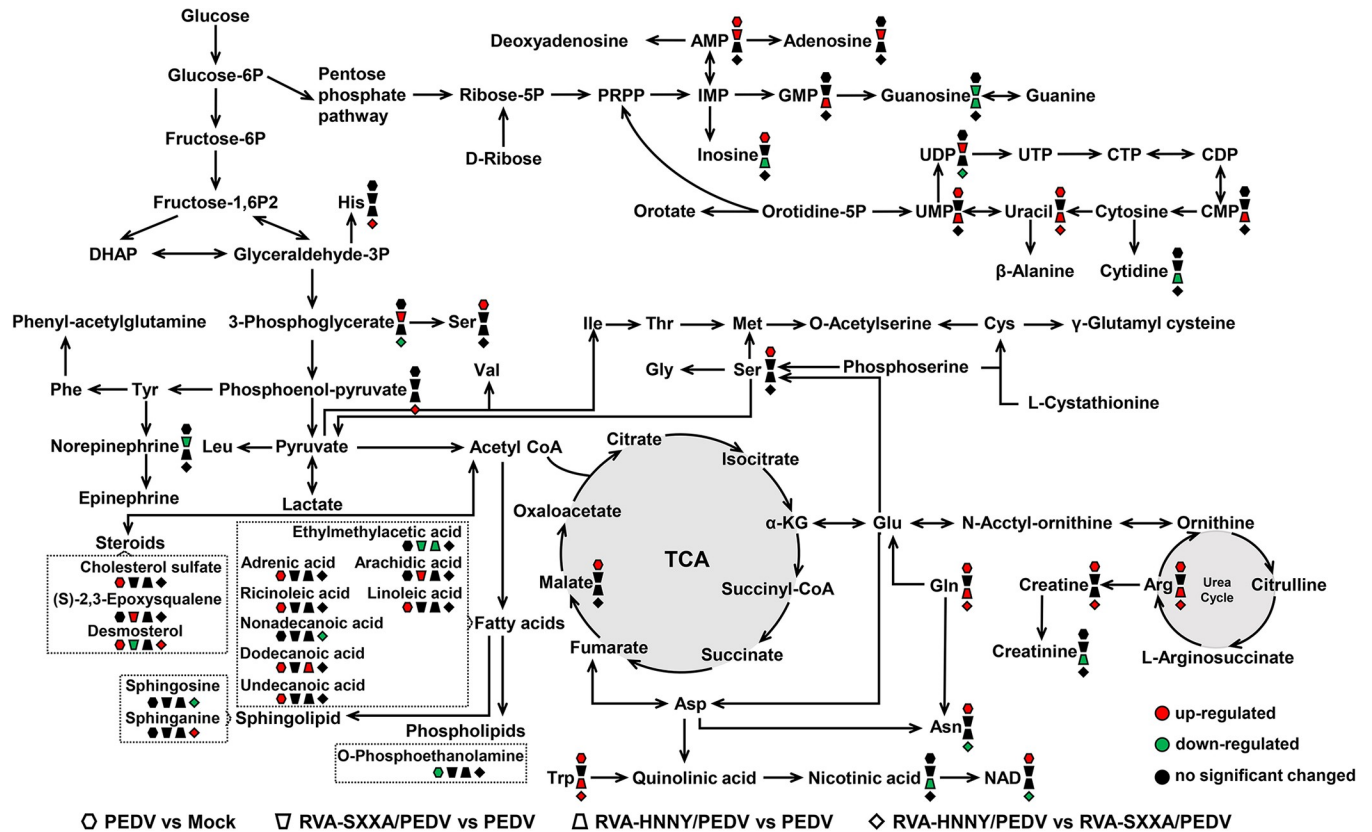 Glucose
Glucose-6P
Fructose-6P
Fructose-1,6P2
DHAP
Glyceraldehyde-3P
His
Pentose
phosphate
pathway
Ribose-5P
D-Ribose
PRPP
IMP
Deoxyadenosine
AMP
Adenosine
GMP
Guanosine
Guanine
Inosine
UDP
UTP
CTP
CDP
Orotate
Orotidine-5P
UMP
Uracil
Cytosine
CMP
β-Alanine
Cytidine
Phenyl-acetylglutamine
3-Phosphoglycerate
Ser
Phe
Tyr
Phosphoenol-pyruvate
Val
Norepinephrine
Leu
Pyruvate
Epinephrine
Lactate
Ile
Thr
Met
O-Acetylserine
Cys
γ-Glutamyl cysteine
Gly
Ser
Phosphoserine
L-Cystathionine
Acetyl CoA
Citrate
Isocitrate
α-KG
Succinyl-CoA
Succinate
Fumarate
Malate
Oxaloacetate
TCA
Glu
N-Acctyl-ornithine
Ornithine
Gln
Creatine
Arg
Urea
Cycle
Citrulline
Creatinine
L-Arginosuccinate
Steroids
Cholesterol sulfate
(S)-2,3-Epoxysqualene
Desmosterol
Ethylmethylacetic acid
Adrenic acid
Arachidic acid
Ricinoleic acid
Linoleic acid
Nonadecanoic acid
Dodecanoic acid
Undecanoic acid
Fatty acids
Sphingosine
Sphinganine
Sphingolipid
Phospholipids
O-Phosphoethanolamine
Asp
Asn
Trp
Quinolinic acid
Nicotinic acid
NAD
up-regulated
down-regulated
no significant changed
PEDV vs Mock
RVA-SXXA/PEDV vs PEDV
RVA-HNNY/PEDV vs PEDV
RVA-HNNY/PEDV vs RVA-SXXA/PEDV